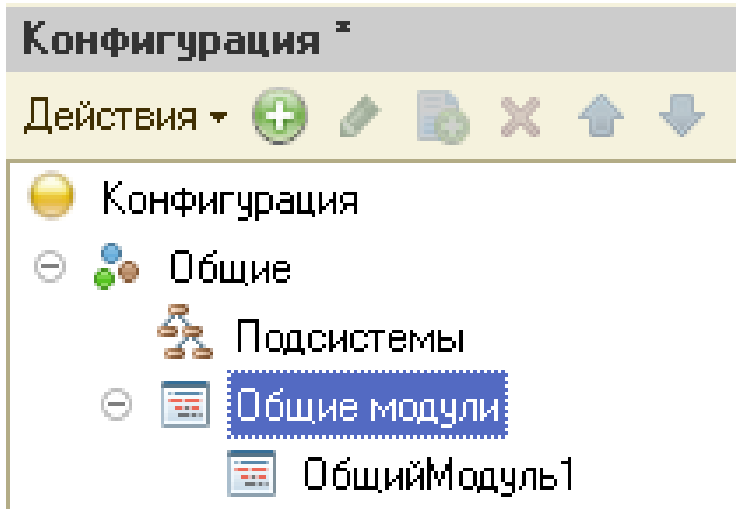 Конфигурация *
Действия
Конфигурация
Общие
Подсистемы
Общие модули
ОбщийМодуль1